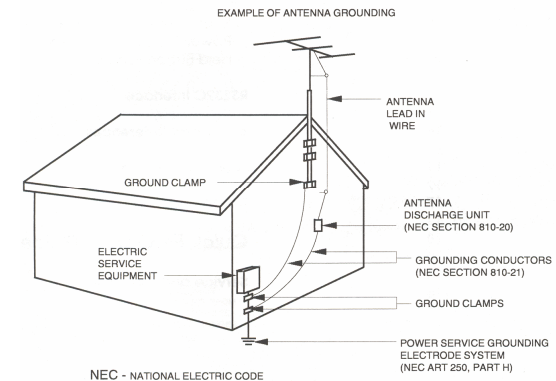 EXAMPLE OF ANTENNA GROUNDING
ANTENNA
LEAD IN
WIRE
GROUND CLAMP
ANTENNA
DISCHARGE UNIT
(NEC SECTION 810-20)
ELECTRIC
SERVICE
EQUIPMENT
GROUNDING CONDUCTORS
(NEC SECTION 810-21)
GROUND CLAMPS
POWER SERVICE GROUNDING
ELECTRODE SYSTEM
(NEC ART 250, PART H)
NEC - NATIONAL ELECTRIC CODE